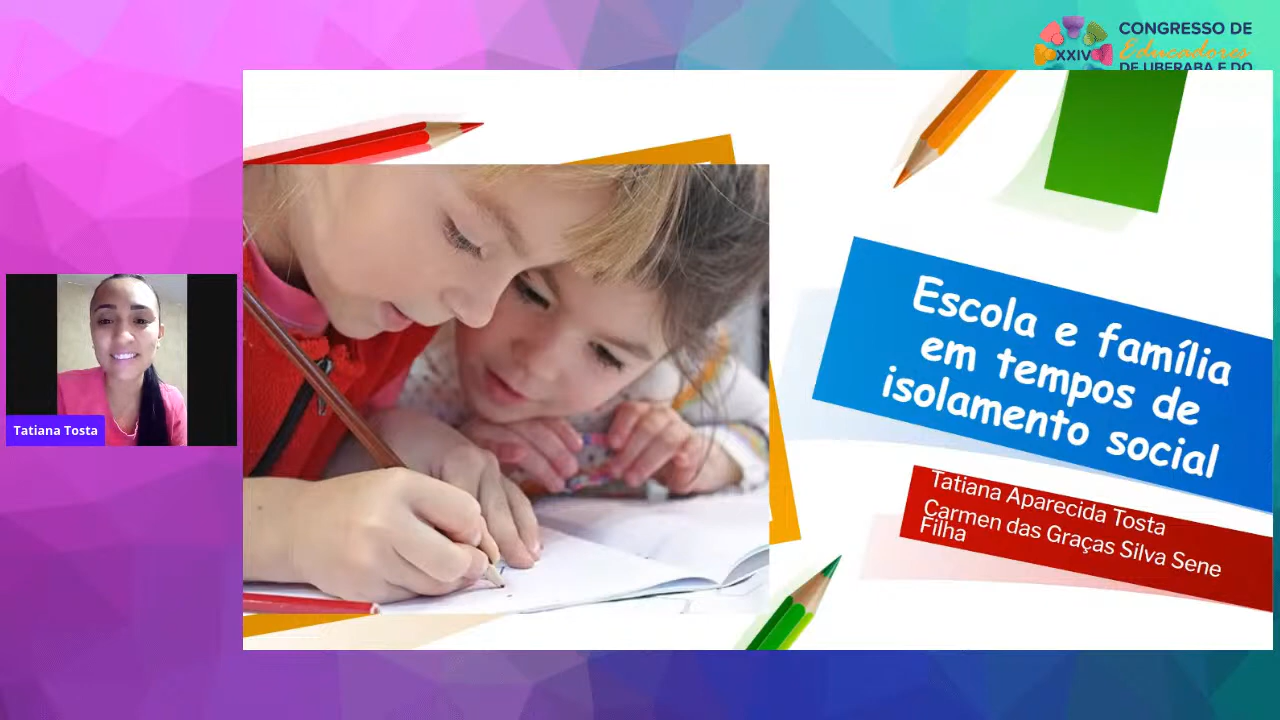 CONGRESSO DE
Educadores
DE UBERABA E DO
XXIV
Escola e família
em tempos de
isolamento social
Tatiana Aparecida Tosta
Carmen das Graças Silva Sene
Filha
Tatiana Tosta